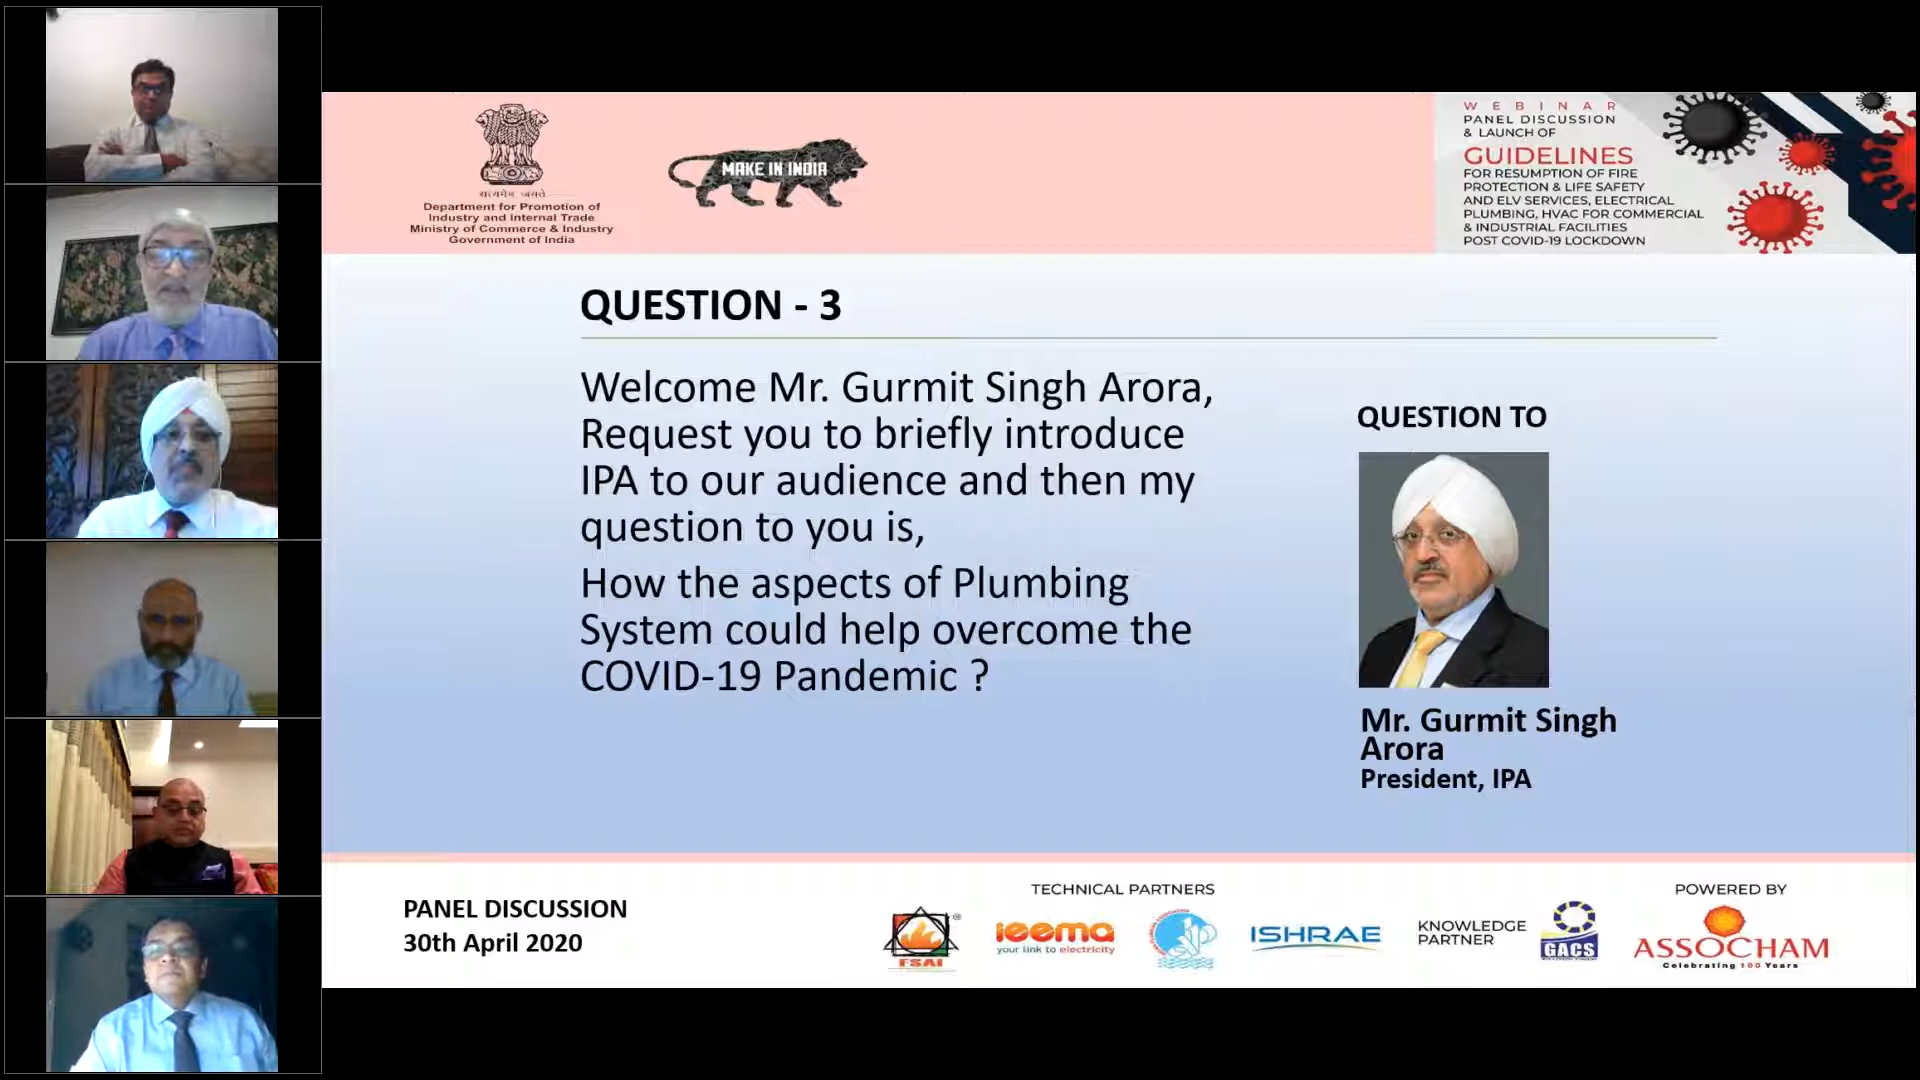 सत्यमेव जयते
Department for Promotion of
Industry and Internal Trade
Ministry of Commerce & Industry
Government of India
MAKE IN INDIA
WEBINAR
PANEL DISCUSSION
& LAUNCH OF
GUIDELINES
FOR RESUMPTION OF FIRE
PROTECTION & LIFE SAFETY
AND ELV SERVICES, ELECTRICAL
PLUMBING, HVAC FOR COMMERCIAL
& INDUSTRIAL FACILITIES
POST COVID-19 LOCKDOWN
QUESTION - 3
Welcome Mr. Gurmit Singh Arora,
Request you to briefly introduce
IPA to our audience and then my
question to you is,
How the aspects of Plumbing
System could help overcome the
COVID-19 Pandemic ?
QUESTION TO
Mr. Gurmit Singh
Arora
President, IPA
PANEL DISCUSSION
30th April 2020
TECHNICAL PARTNERS
FSAI
ieema
your link to electricity
ISHRAE
KNOWLEDGE
PARTNER
GACS
POWERED BY
ASSOCHAM
Celebrating 100 Years